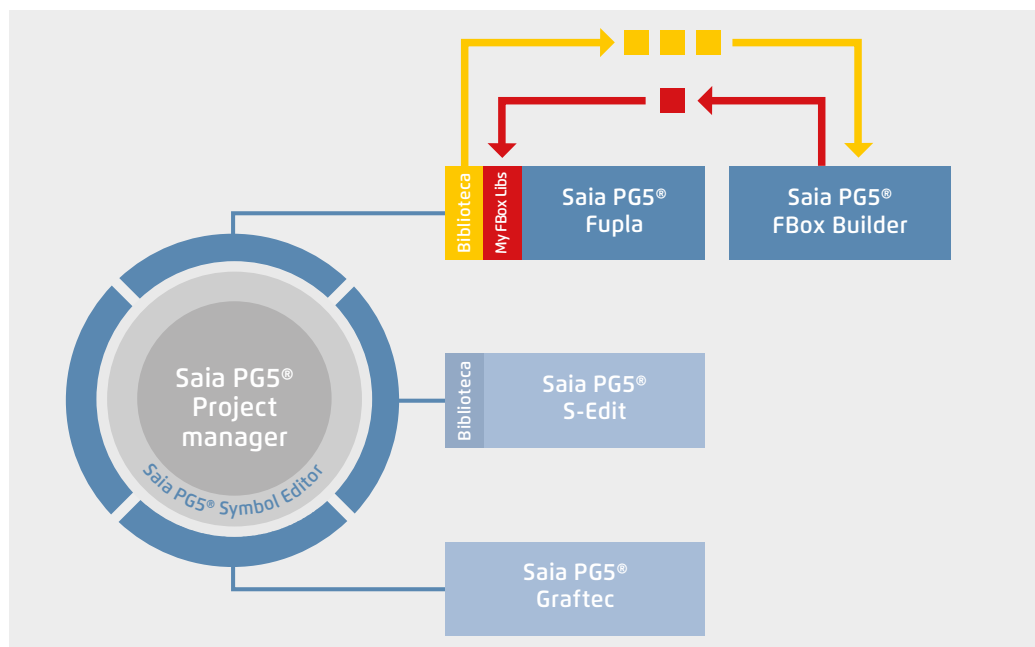 Biblioteca
My FBox Libs
Saia PG5®
Fupla
Saia PG5®
FBox Builder
Saia PG5®
Project
manager
Saia PG5® Symbol Editor
Biblioteca
Saia PG5®
S-Edit
Saia PG5®
Graftec